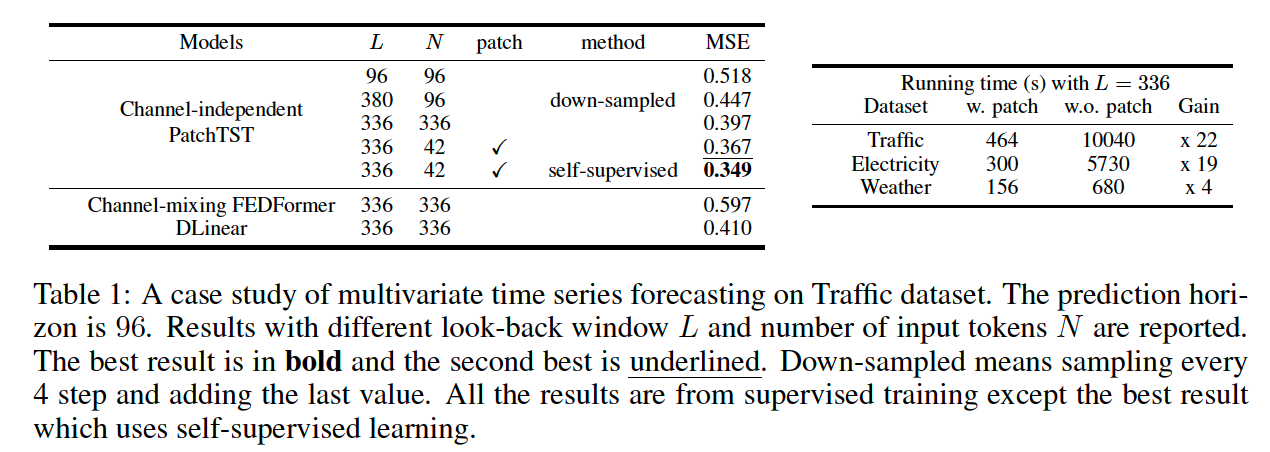 Models L N patch method MSE
96 96 0.518
380 96 down-sampled 0.447
Channel-independent PatchTST
336 336 0.397
336 42 ✓ 0.367
336 42 ✓ self-supervised 0.349
Channel-mixing FEDFormer 336 336 0.597
DLinear 336 336 0.410
Running time (s) with L = 336
Dataset w. patch w.o. patch Gain
Traffic 464 10040 x 22
Electricity 300 5730 x 19
Weather 156 680 x 4
Table 1: A case study of multivariate time series forecasting on Traffic dataset. The prediction hori-
zon is 96. Results with different look-back window L and number of input tokens N are reported.
The best result is in bold and the second best is underlined. Down-sampled means sampling every
4 step and adding the last value. All the results are from supervised training except the best result
which uses self-supervised learning.